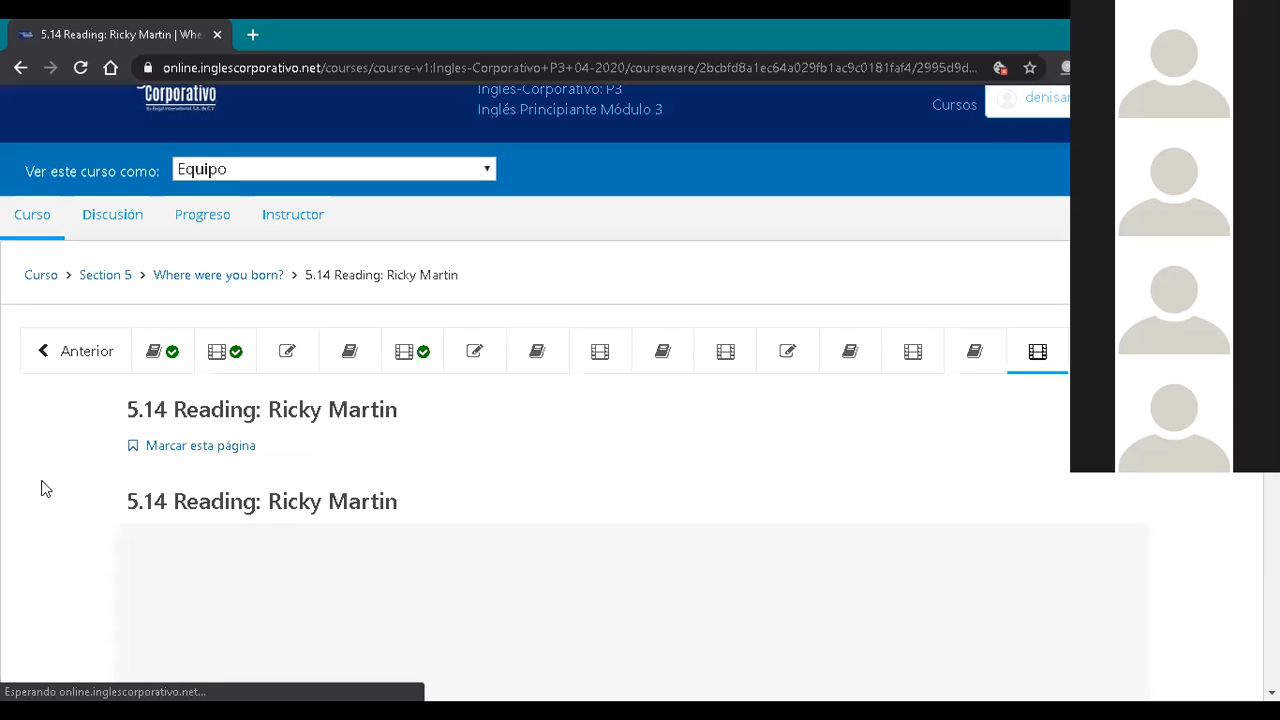 5.14 Reading: Ricky Martin | Whe
online.inglescorporativo.net/courses/course-v1:Ingles-Corporativo+P3+04-2020/courseware/2bcbfd8a1ec64a029fb1ac9c0181faf4/2995d9d...
Corporativo
Ingles-Corporativo: P3
Inglés Principiante Módulo 3
Cursos
denisar
Ver este curso como:
Equipo
Curso
Discusión
Progreso
Instructor
Curso > Section 5 > Where were you born? > 5.14 Reading: Ricky Martin
Anterior
5.14 Reading: Ricky Martin
Marcar esta página
5.14 Reading: Ricky Martin
Esperando online.inglescorporativo.net...